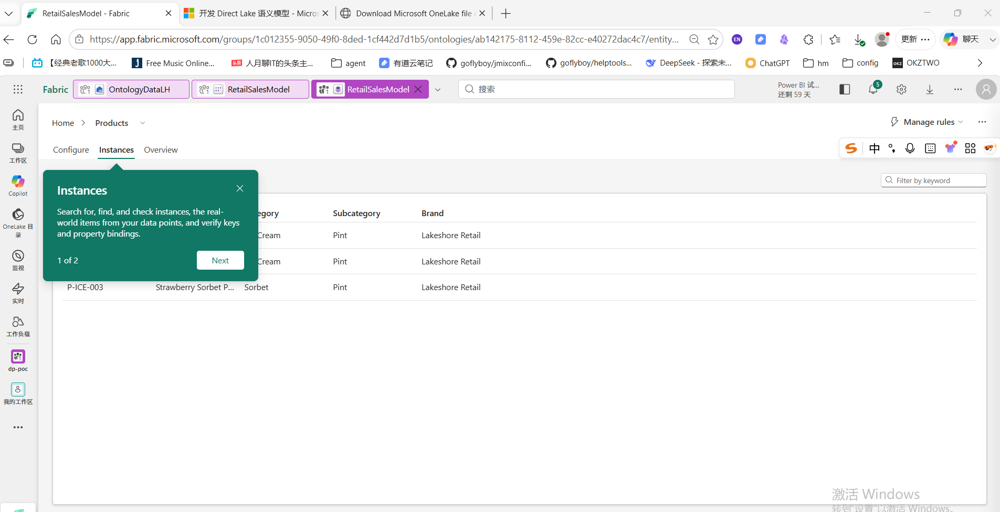 RetailSalesModel - Fabric
开发 Direct Lake 语义模型 - Micros
Download Microsoft OneLake file e
https://app.fabric.microsoft.com/groups/1c012355-9050-49f0-8ded-1cf442d7d1b5/ontologies/ab142175-8112-459e-82cc-e40272dac4c7/entity...
EN
更新
聊天
【经典老歌1000大...
Free Music Online...
头条
人月聊IT的头条主...
agent
有道云笔记
goflyboy/jmixconfi...
goflyboy/helptools...
DeepSeek - 探索未...
ChatGPT
hm
config
OKZ
OKZTWO
Fabric
OntologyDataLH
RetailSalesModel
RetailSalesModel
搜索
Power BI 试...
还剩 59 天
5
主页
工作区
Copilot
OneLake 目
录
监视
实时
工作负载
dp-poc
我的工作区
Home
Products
Manage rules
Configure
Instances
Overview
中
Instances
Search for, find, and check instances, the real-
world items from your data points, and verify keys
and property bindings.
1 of 2
Next
Filter by keyword
egory
Subcategory
Brand
Cream
Pint
Lakeshore Retail
Cream
Pint
Lakeshore Retail
P-ICE-003
Strawberry Sorbet P...
Sorbet
Pint
Lakeshore Retail
激活 Windows
转到"设置"以激活 Windows。